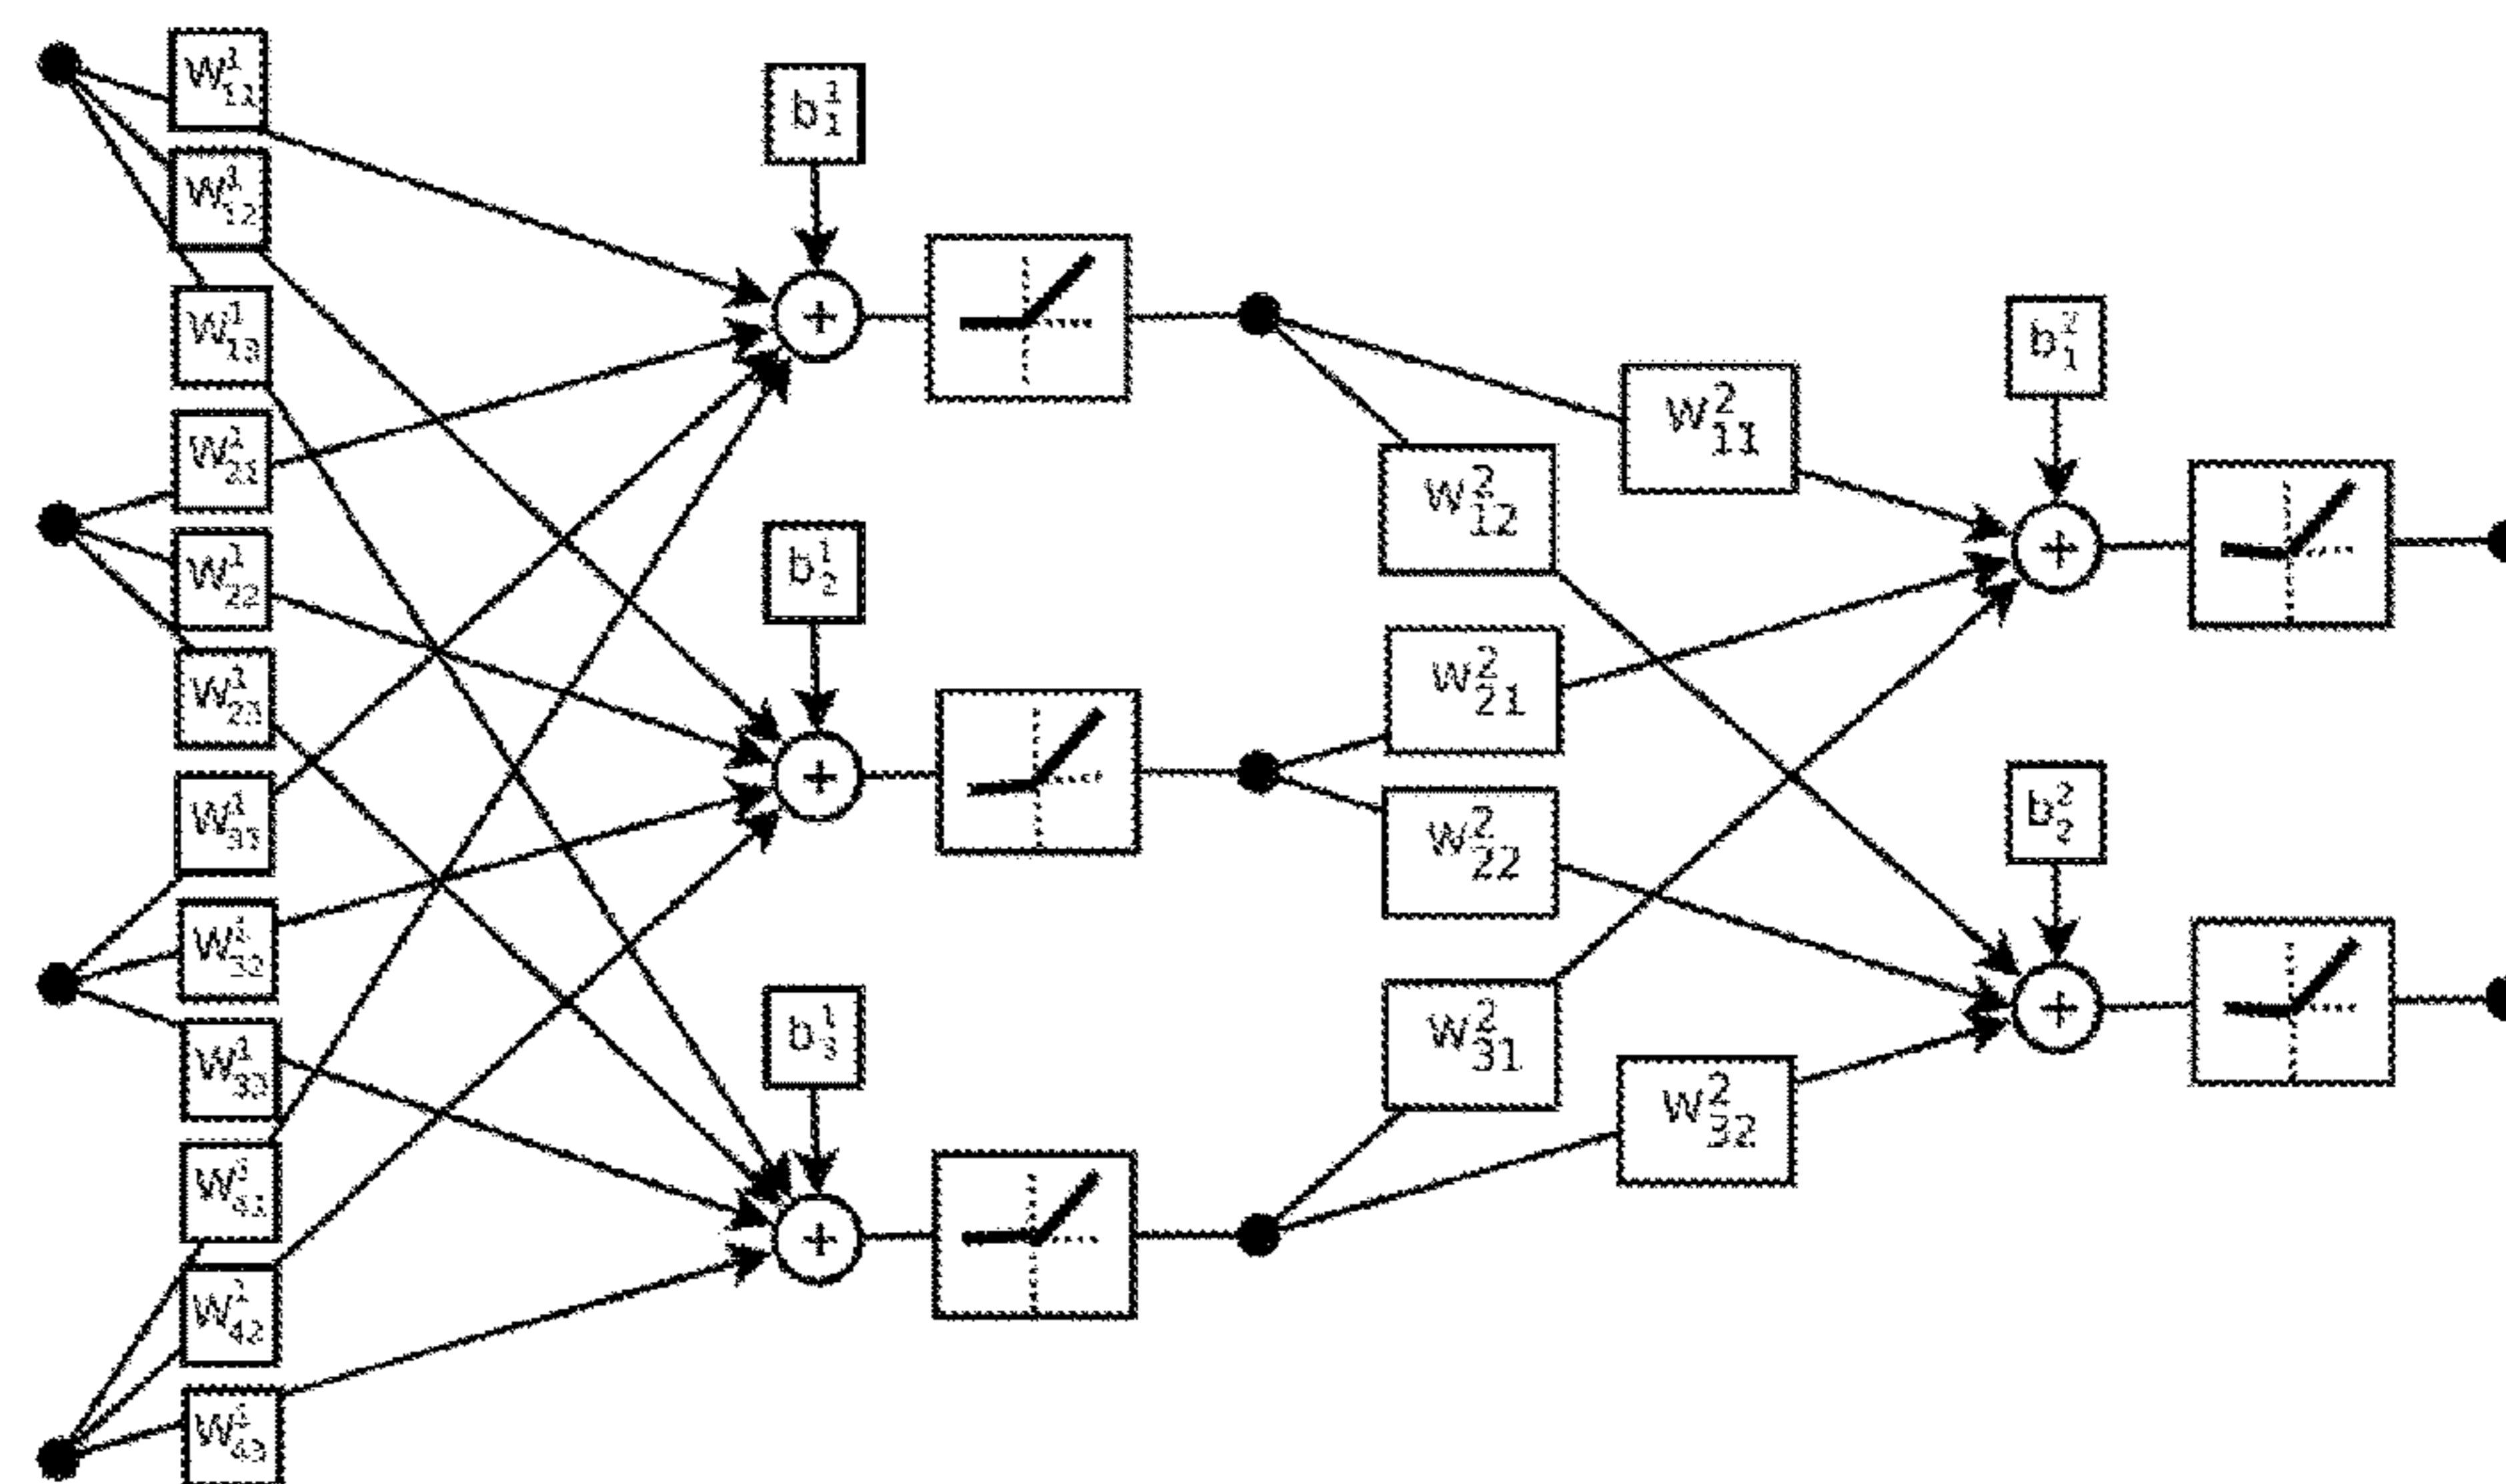 W¹₁₁
W¹₁₂
W¹₁₃
W¹₂₁
W¹₂₂
W¹₂₃
W¹₃₁
W¹₃₂
W¹₃₃
W¹₄₁
W¹₄₂
W¹₄₃
b¹₁
+
b¹₂
+
b¹₃
+
W²₁₁
W²₁₂
W²₂₁
W²₂₂
W²₃₁
W²₃₂
b²₁
+
b²₂
+